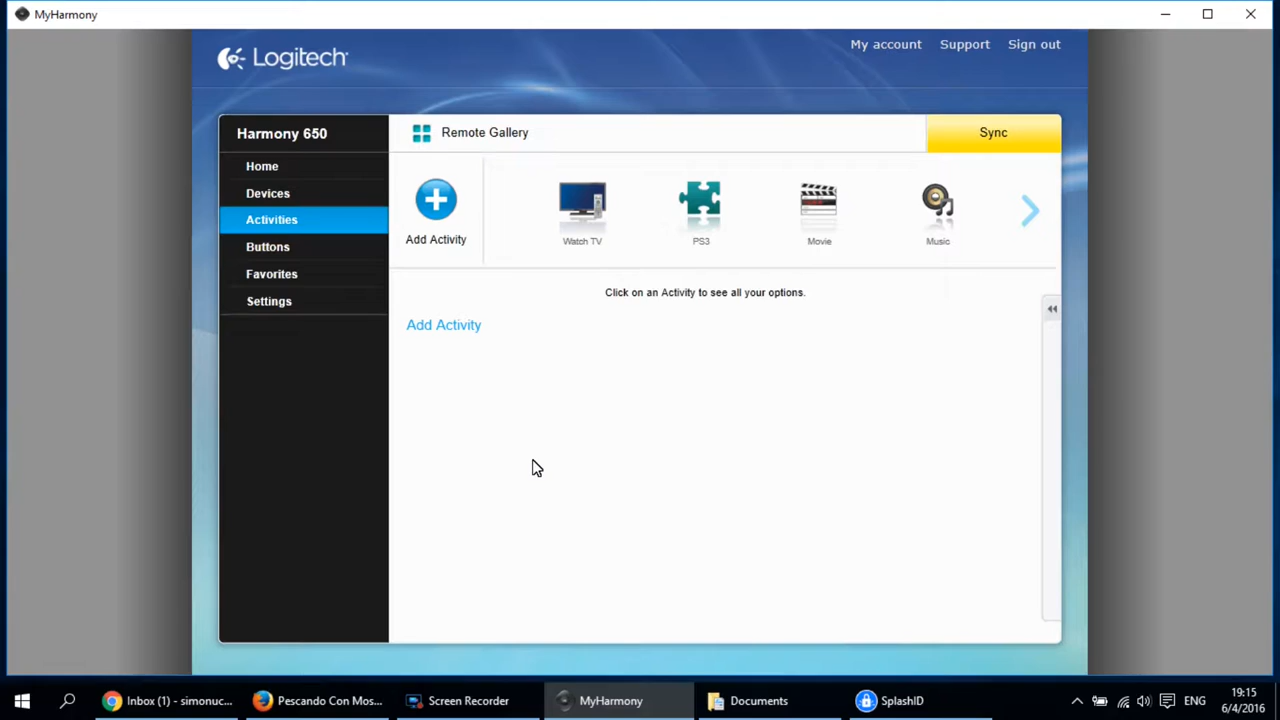 MyHarmony
Logitech
My account Support Sign out
Harmony 650
Remote Gallery
Sync
Home
Devices
Activities
Buttons
Favorites
Settings
Add Activity
Watch TV
PS3
Movie
Music
Click on an Activity to see all your options.
Add Activity
Inbox (1) - simonuc...
Pescando Con Mos...
Screen Recorder
MyHarmony
Documents
SplashID
ENG
19:15
6/4/2016